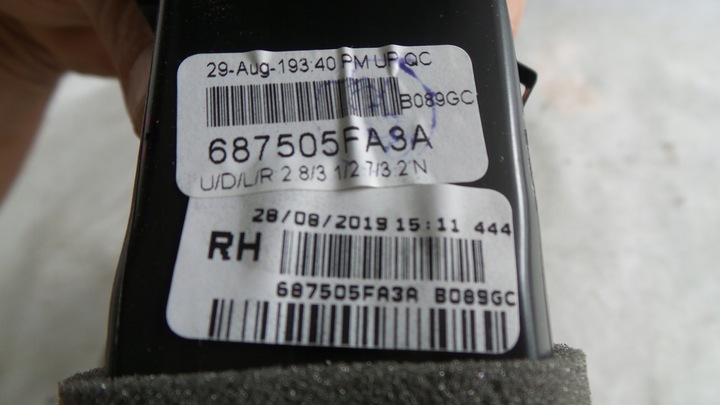 29-Aug-193:40 PM UP QC
B089GC
687505FA3A
U/D/L/R 2.8/3.1/2.7/3.2 N
28/08/2019 15:11 444
RH
687505FA3A B089GC